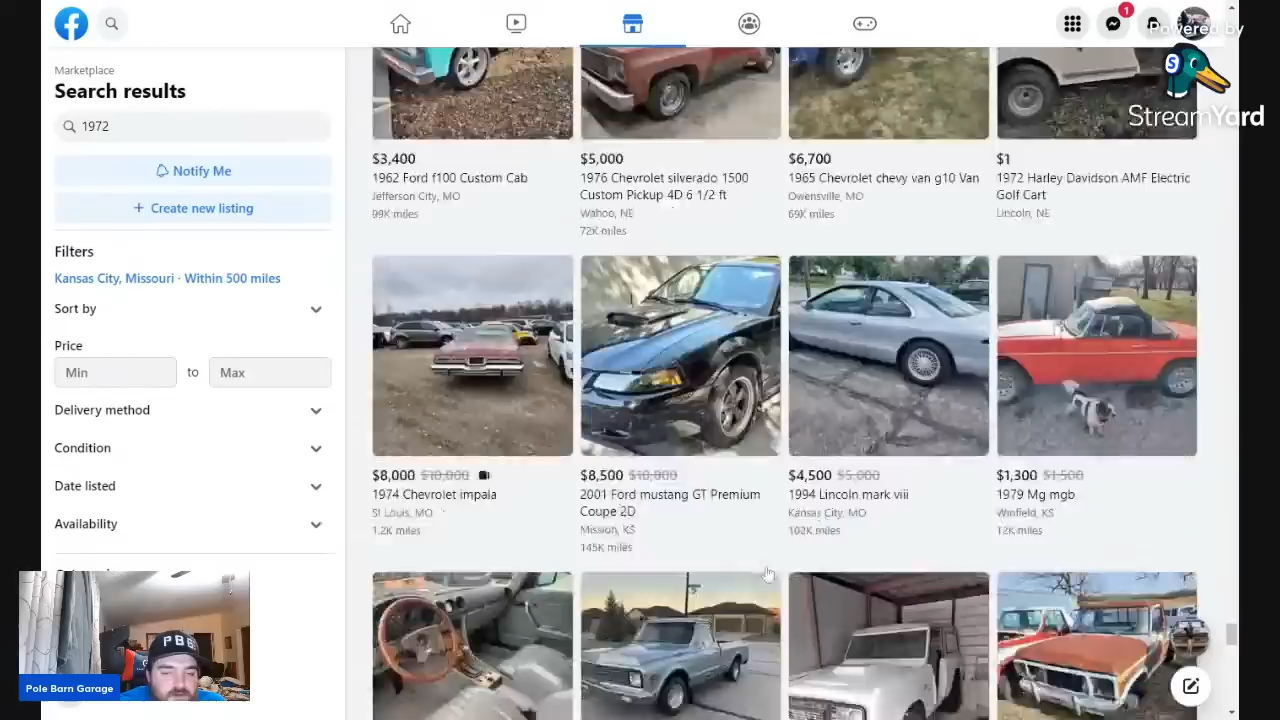 1
Powered by
StreamYard
S
Marketplace
Search results
1972
Notify Me
+ Create new listing
Filters
Kansas City, Missouri · Within 500 miles
Sort by
Price
Min
to
Max
Delivery method
Condition
Date listed
Availability
$3,400
1962 Ford f100 Custom Cab
Jefferson City, MO
99K miles
$5,000
1976 Chevrolet silverado 1500
Custom Pickup 4D 6 1/2 ft
Wahoo, NE
72K miles
$6,700
1965 Chevrolet chevy van g10 Van
Owensville, MO
69K miles
$1
1972 Harley Davidson AMF Electric
Golf Cart
Lincoln, NE
$8,000 $10,000
1974 Chevrolet impala
St Louis, MO
1.2K miles
$8,500 $10,000
2001 Ford mustang GT Premium
Coupe 2D
Mission, KS
145K miles
$4,500 $5,000
1994 Lincoln mark viii
Kansas City, MO
102K miles
$1,300 $1,500
1979 Mg mgb
Winfield, KS
12K miles
Pole Barn Garage